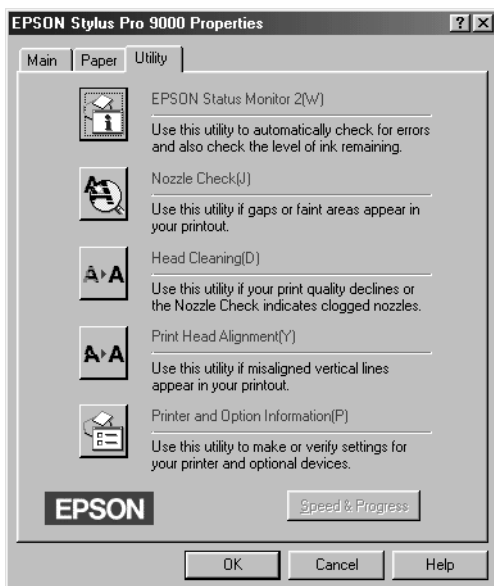 EPSON Stylus Pro 9000 Properties
Main
Paper
Utility
EPSON Status Monitor 2(W)
Use this utility to automatically check for errors
and also check the level of ink remaining.
Nozzle Check(J)
Use this utility if gaps or faint areas appear in
your printout.
Head Cleaning(D)
Use this utility if your print quality declines or
the Nozzle Check indicates clogged nozzles.
Print Head Alignment(Y)
Use this utility if misaligned vertical lines
appear in your printout.
Printer and Option Information(P)
Use this utility to make or verify settings for
your printer and optional devices.
EPSON
Speed & Progress
OK
Cancel
Help